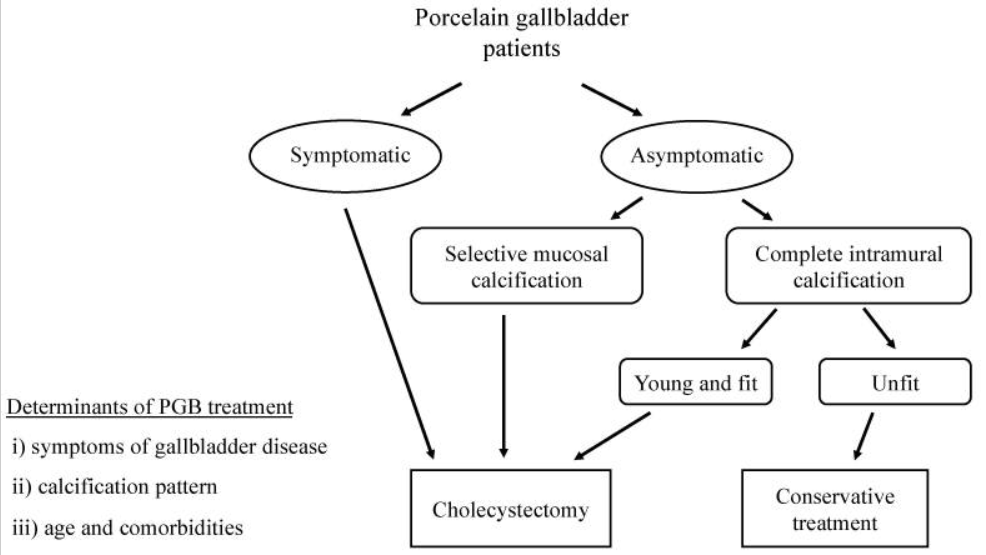 Porcelain gallbladder
patients
Symptomatic
Asymptomatic
Selective mucosal
calcification
Complete intramural
calcification
Young and fit
Unfit
Determinants of PGB treatment
i) symptoms of gallbladder disease
ii) calcification pattern
iii) age and comorbidities
Cholecystectomy
Conservative
treatment